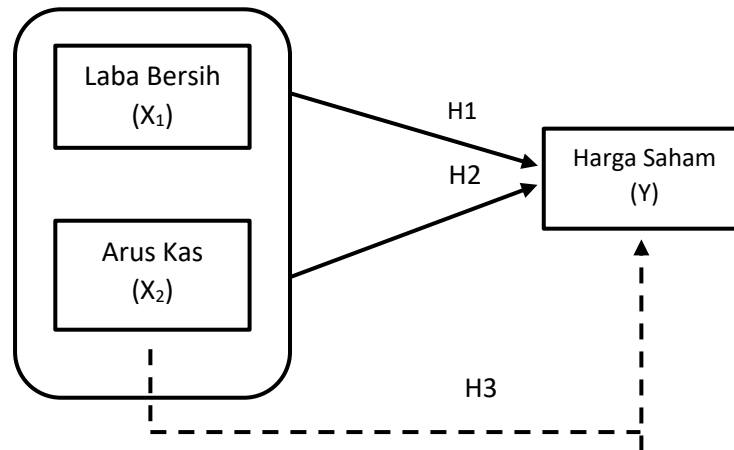 Laba Bersih
(X₁)
H1
Harga Saham
(Y)
H2
Arus Kas
(X₂)
H3